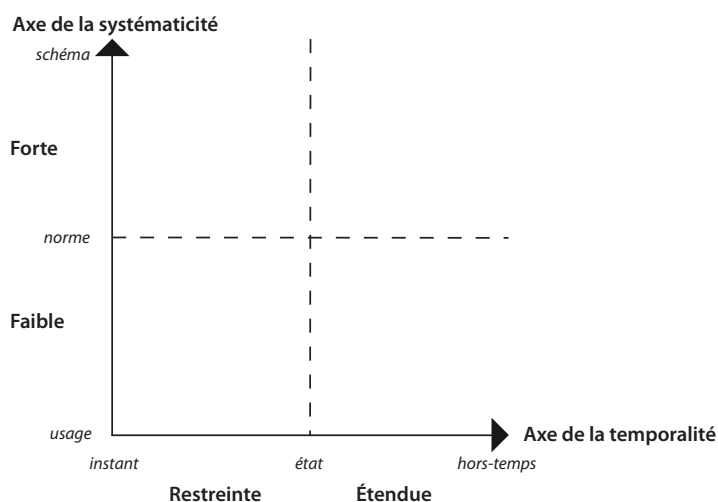 Axe de la systématicité
schéma
Forte
norme
Faible
usage
Axe de la temporalité
instant
état
hors-temps
Restreinte
Étendue